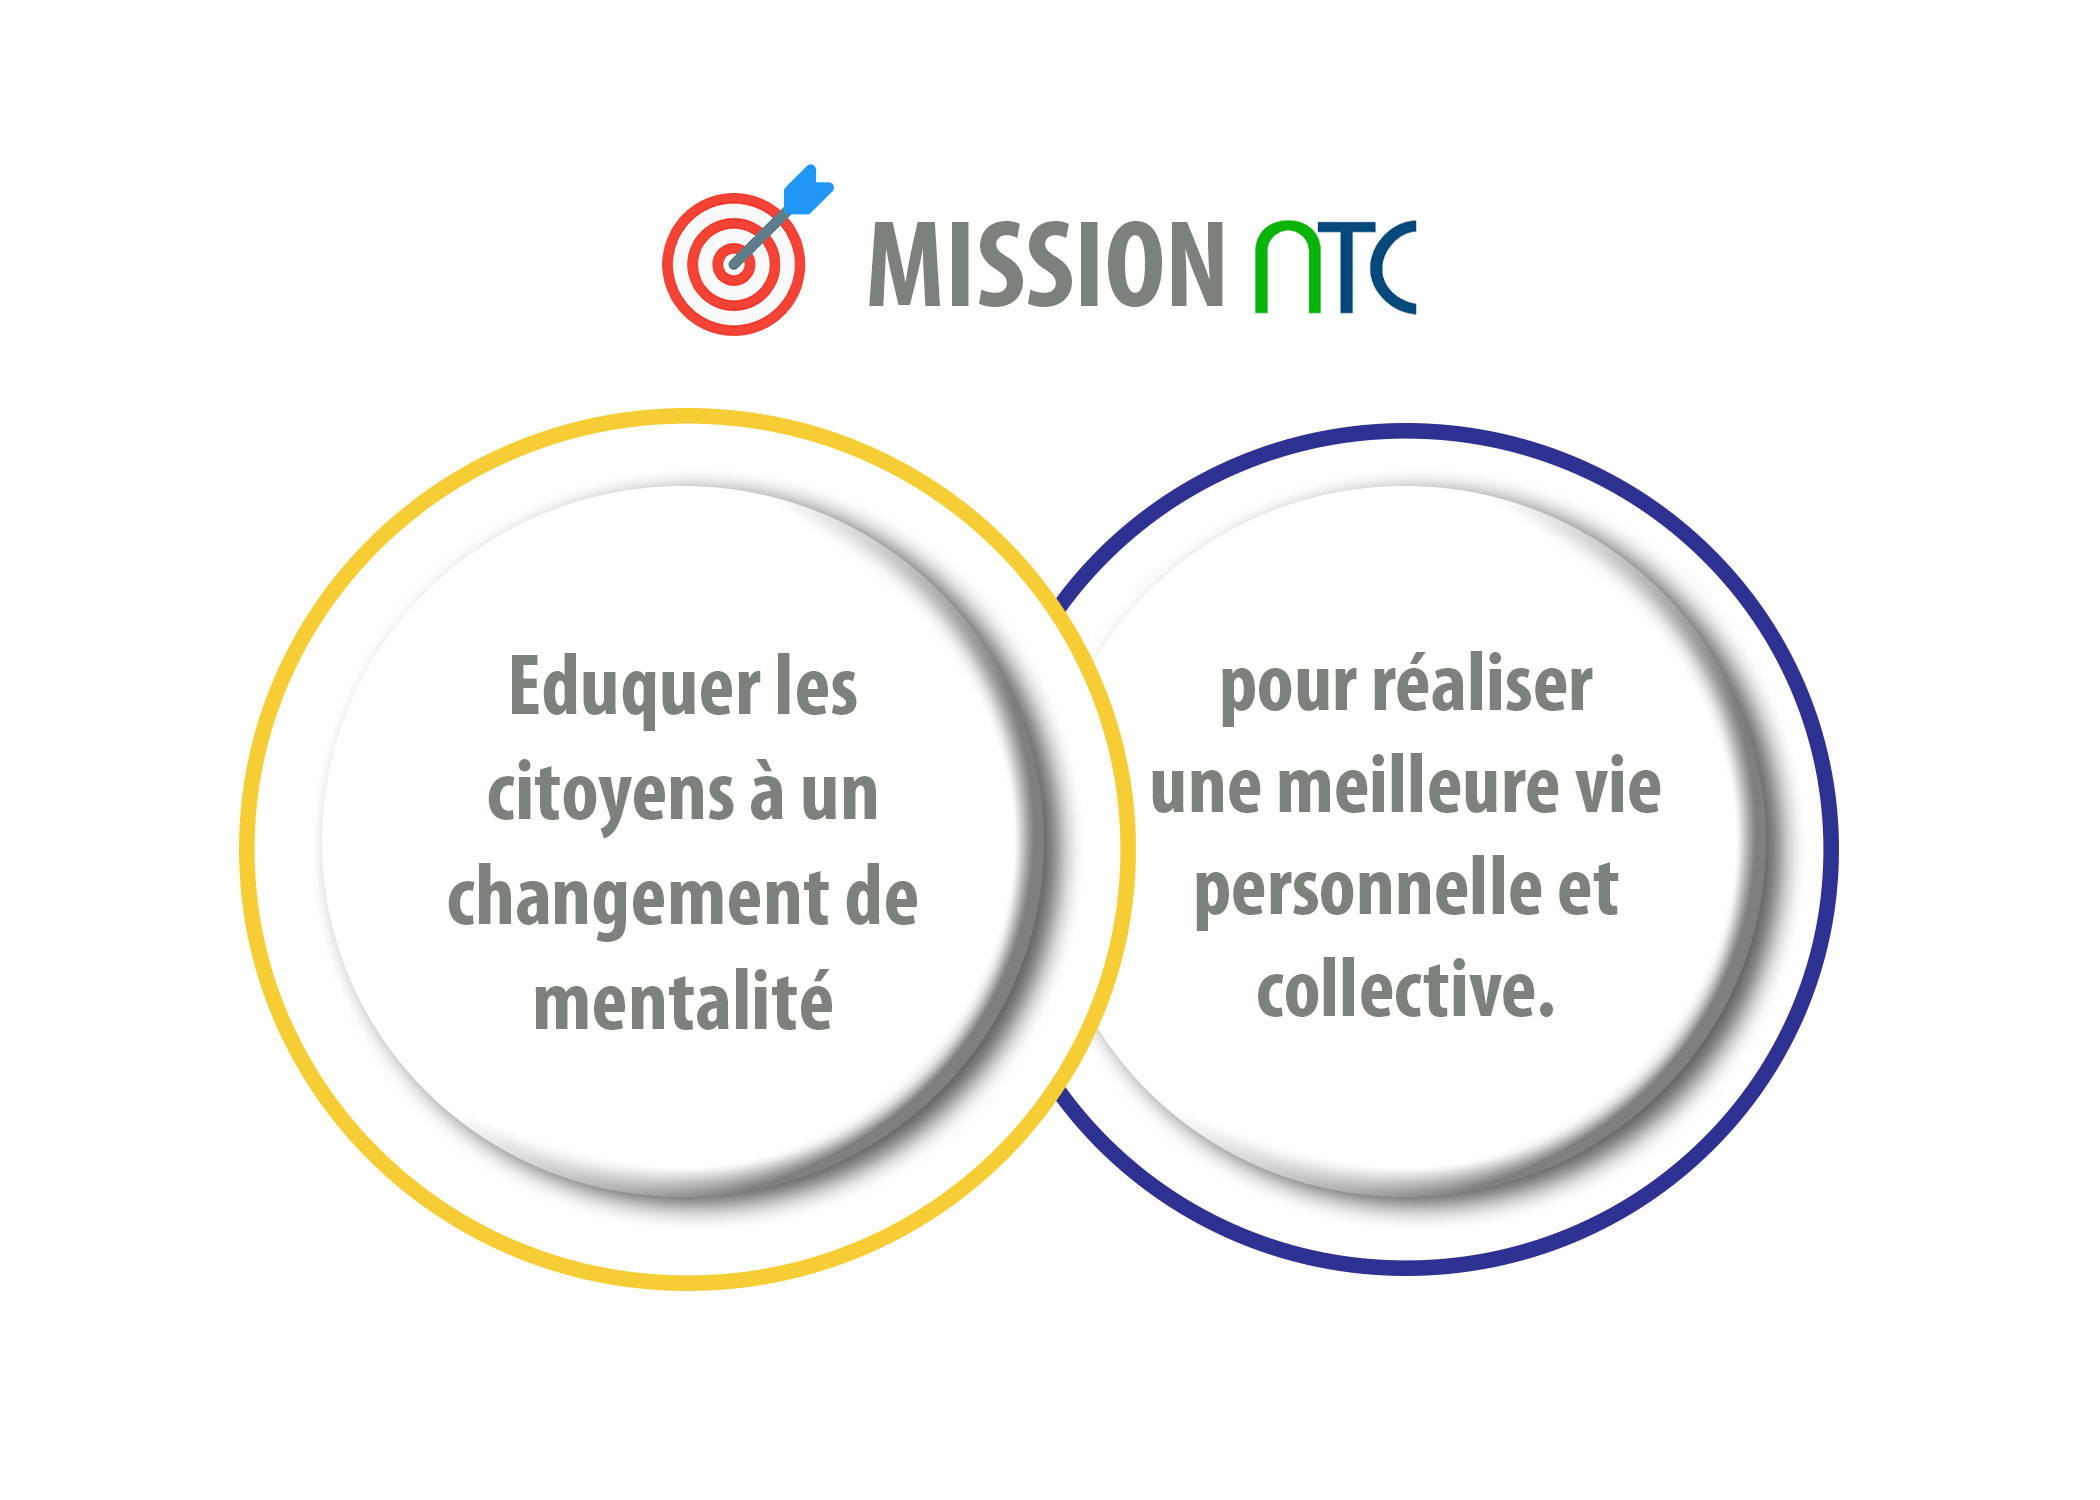 MISSION NTC
Eduquer les
citoyens à un
changement de
mentalité
pour réaliser
une meilleure vie
personnelle et
collective.